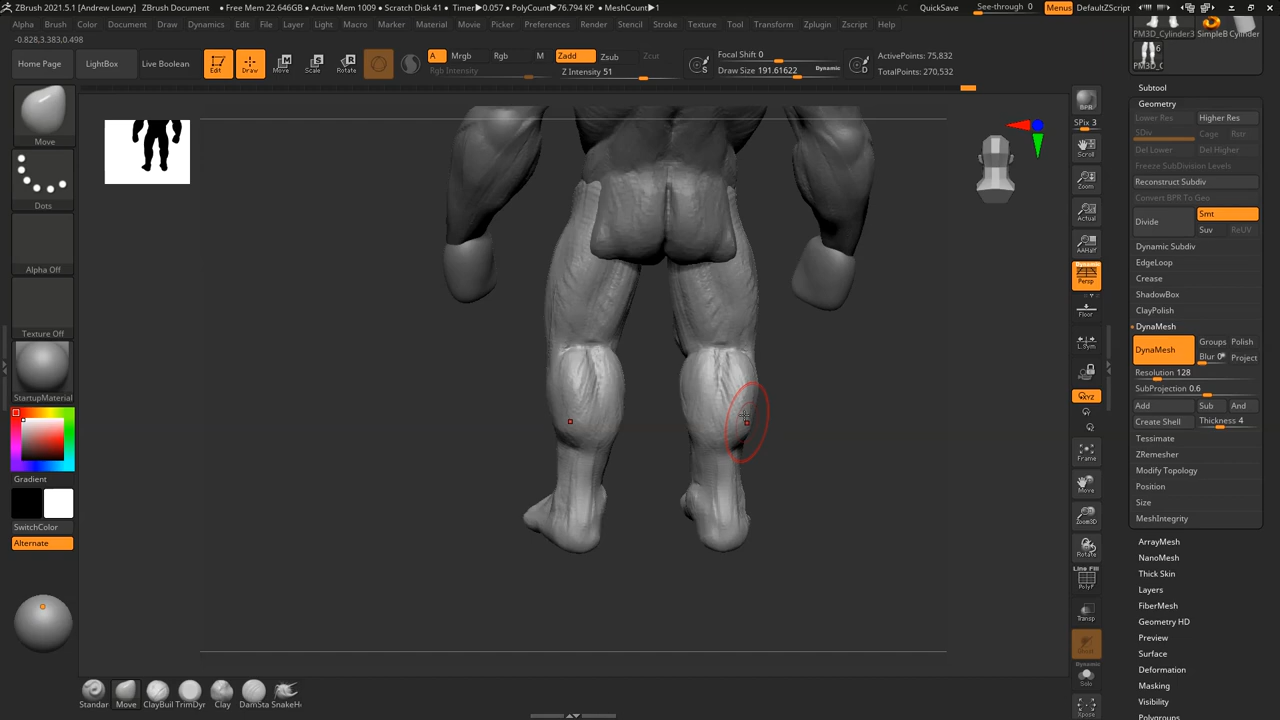 ZBrush 2021.5.1 [Andrew Lowry] ZBrush Document • Free Mem 22.646GB • Active Mem 1009 • Scratch Disk 41 • Timer▶0.057 • PolyCount▶76.794 KP • MeshCount▶1 AC QuickSave See-through 0 Menus DefaultZScript
Alpha Brush Color Document Draw Dynamics Edit File Layer Light Macro Marker Material Movie Picker Preferences Render Stencil Stroke Texture Tool Transform Zplugin Zscript Help
-0.828,3.383,0.498
Home Page LightBox Live Boolean Edit Draw Move Scale Rotate A Mrgb Rgb M Zadd Zsub Zcut Focal Shift 0 ActivePoints: 75,832
Rgb Intensity Z Intensity 51 S Draw Size 191.61622 Dynamic D TotalPoints: 270,532
Move
Dots
Alpha Off
Texture Off
StartupMaterial
Gradient
SwitchColor
Alternate
Standar Move ClayBuil TrimDyr Clay DamSta SnakeHo
BPR
SPix 3
Scroll
Zoom
Actual
AAHalf
Dynamic
Persp
Floor
L.Sym
XYZ
Frame
Move
Zoom3D
Rotate
Line Fill
PolyF
Transp
Ghost
Dynamic
Solo
Xpose
PM3D_Cylinder3 SimpleB Cylinder
6
PM3D_C
Subtool
Geometry
Lower Res Higher Res
SDiv Cage Rstr
Del Lower Del Higher
Freeze SubDivision Levels
Reconstruct Subdiv
Convert BPR To Geo
Divide Smt
Suv ReUV
Dynamic Subdiv
EdgeLoop
Crease
ShadowBox
ClayPolish
DynaMesh
DynaMesh Groups Polish
Blur 0 Project
Resolution 128
SubProjection 0.6
Add Sub And
Create Shell Thickness 4
Tessimate
ZRemesher
Modify Topology
Position
Size
MeshIntegrity
ArrayMesh
NanoMesh
Thick Skin
Layers
FiberMesh
Geometry HD
Preview
Surface
Deformation
Masking
Visibility
Polygroups